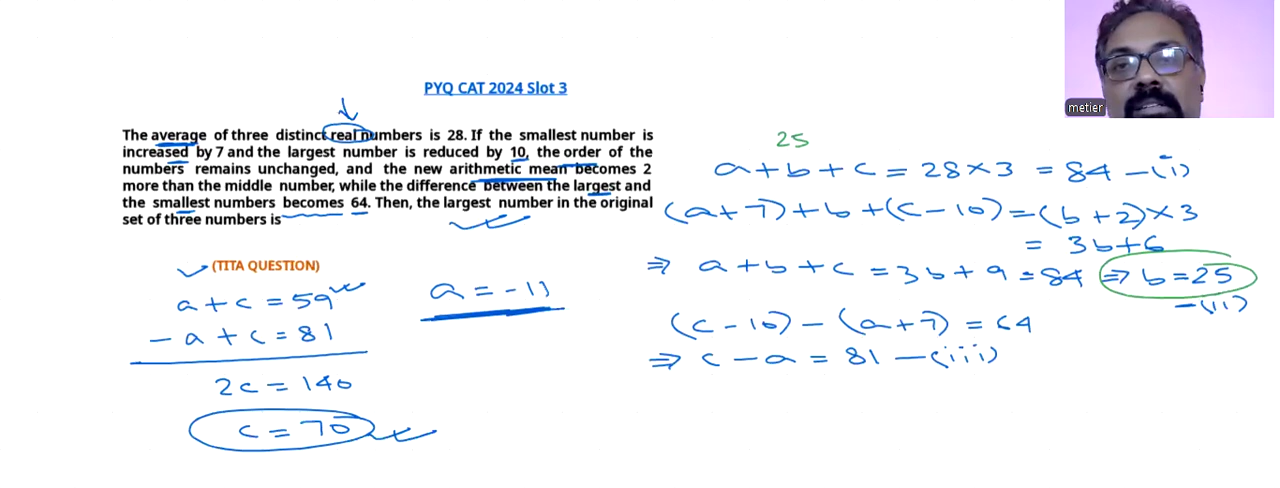 PYQ CAT 2024 Slot 3
The average of three distinct real numbers is 28. If the smallest number is
increased by 7 and the largest number is reduced by 10, the order of the
numbers remains unchanged, and the new arithmetic mean becomes 2
more than the middle number, while the difference between the largest and
the smallest numbers becomes 64. Then, the largest number in the original
set of three numbers is
(TITA QUESTION)
a + c = 59
- a + c = 81
2c = 140
c = 70
a = -11
25
a + b + c = 28 × 3 = 84 - (i)
(a + 7) + b + (c - 10) = (b + 2) × 3
= 3b + 6
⇒ a + b + c = 3b + 9 = 84 ⇒ b = 25
- (ii)
(c - 10) - (a + 7) = 64
⇒ c - a = 81 - (iii)
metier